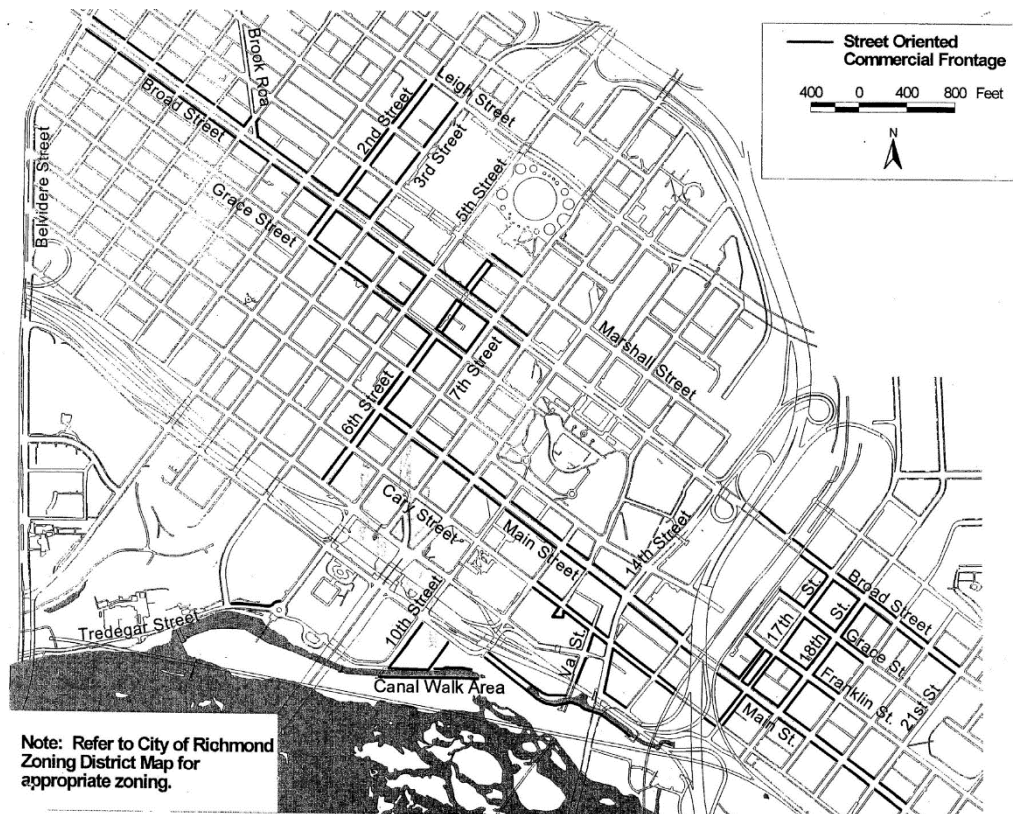 Street Oriented
Commercial Frontage
400 0 400 800 Feet
N
Brook Roa
Broad Street
2nd Street
Leigh Street
3rd Street
5th Street
Belvidere Street
Grace Street
Marshall Street
7th Street
6th Street
Cary Street
Main Street
14th Street
10th Street
Tredegar Street
Va St.
Canal Walk Area
17th St.
18th St.
Broad Street
Grace St.
Franklin St.
21st St
Main St.
Note: Refer to City of Richmond
Zoning District Map for
appropriate zoning.